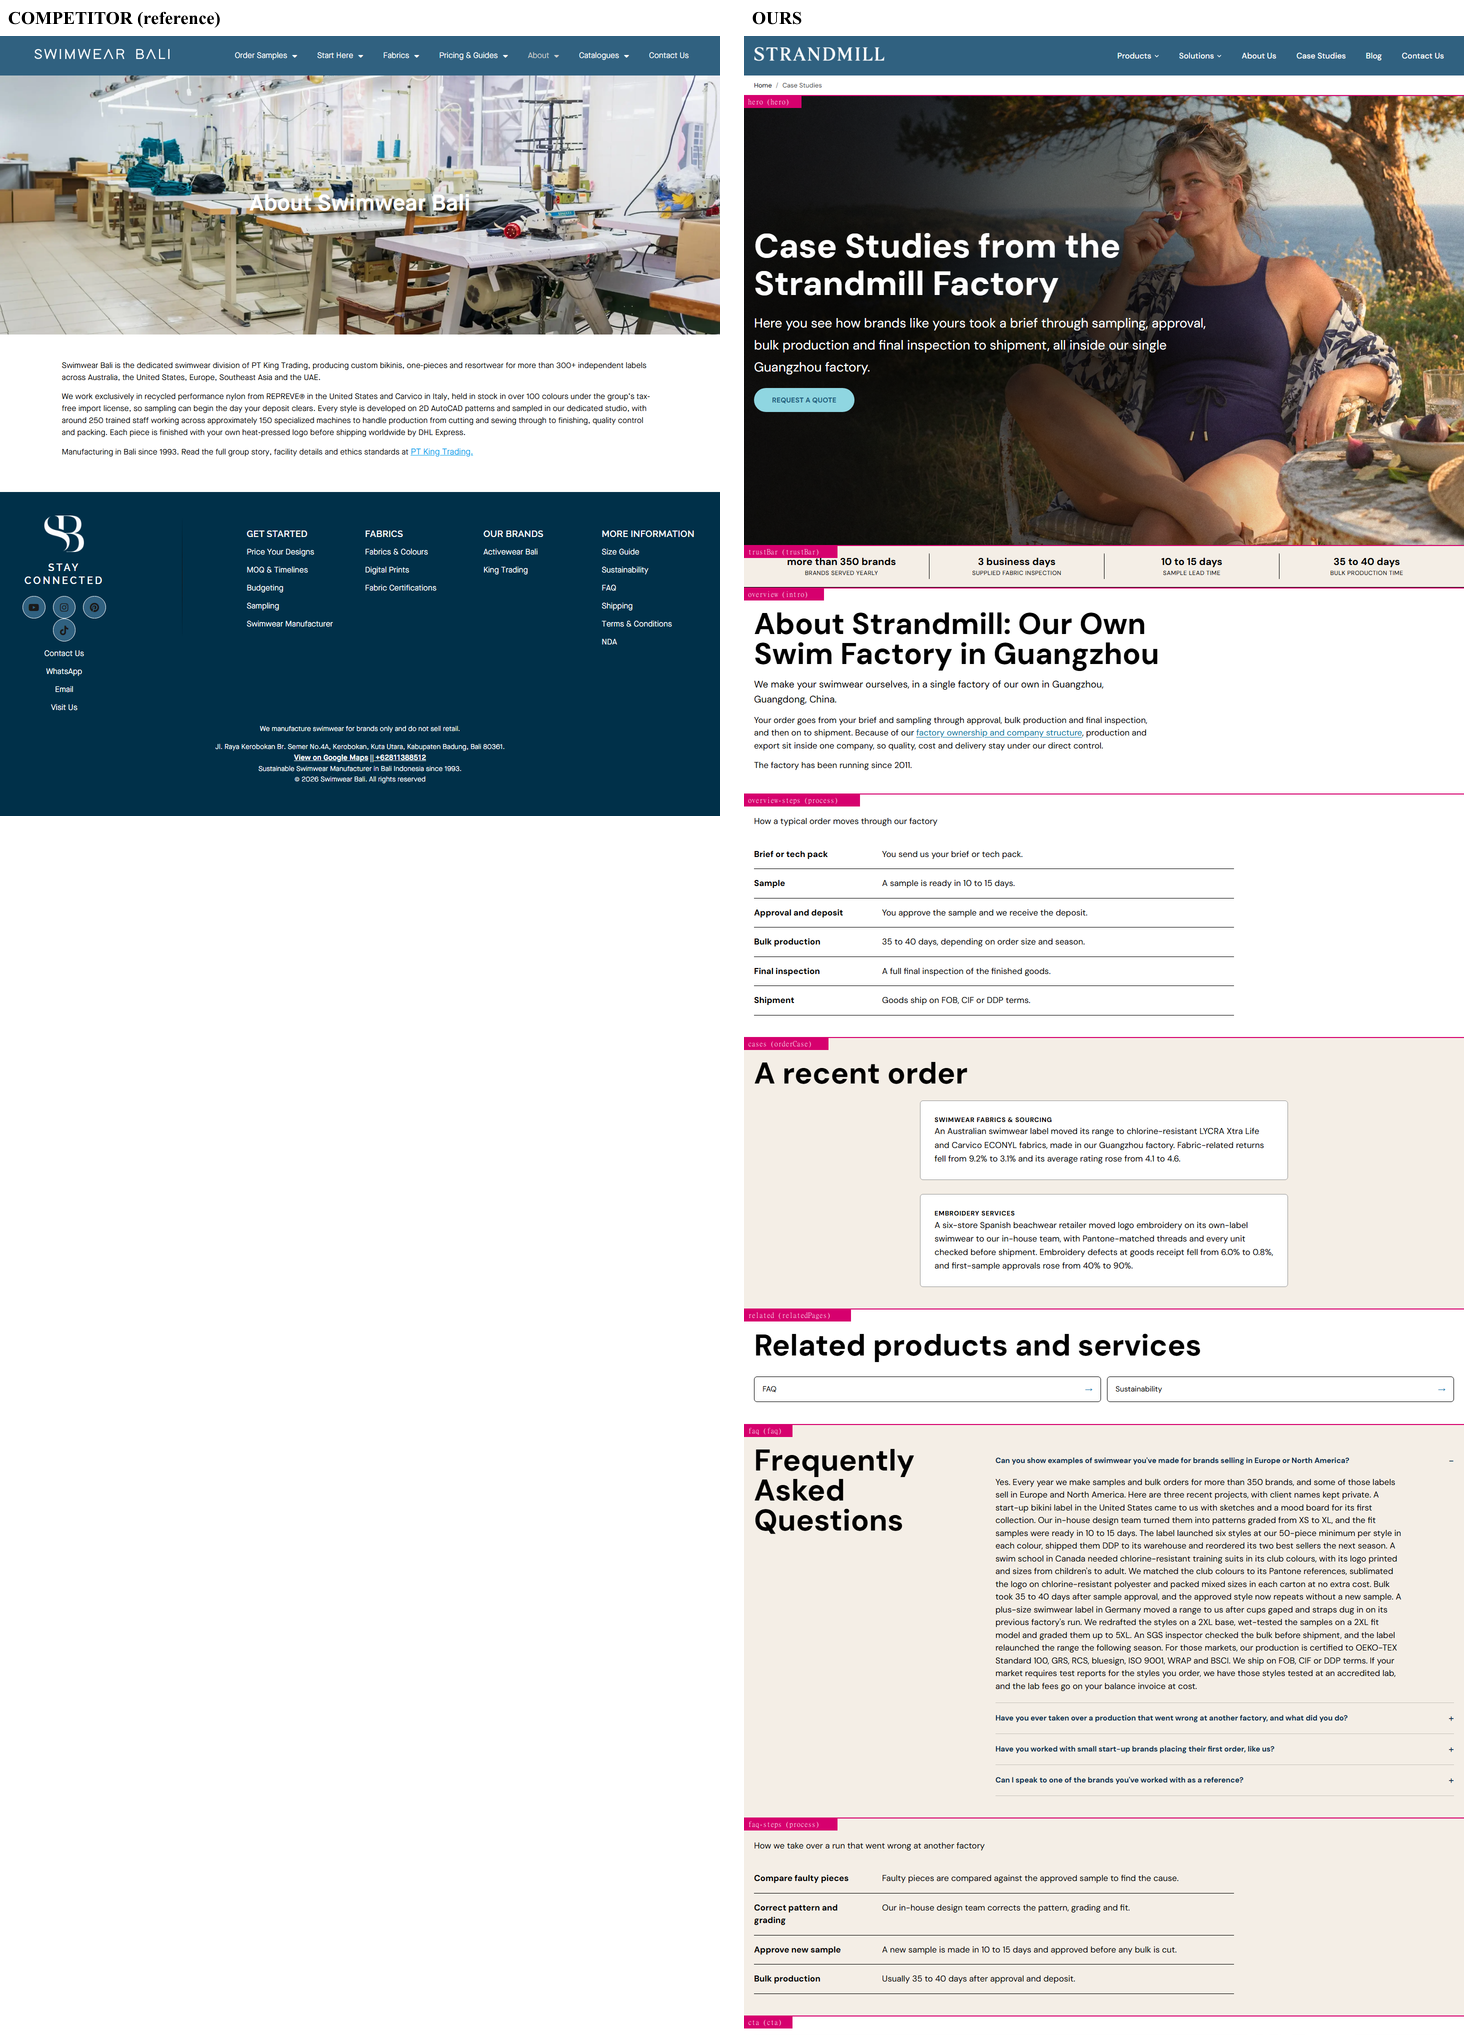 COMPETITOR (reference)
SWIMWEAR BALI
Order Samples
Start Here
Fabrics
Pricing & Guides
About
Catalogues
Contact Us
About Swimwear Bali
Swimwear Bali is the dedicated swimwear division of PT King Trading, producing custom bikinis, one-pieces and resortwear for more than 300+ independent labels
across Australia, the United States, Europe, Southeast Asia and the UAE.
We work exclusively in recycled performance nylon from REPREVE® in the United States and Carvico in Italy, held in stock in over 100 colours under the group's tax-
free import license, so sampling can begin the day your deposit clears. Every style is developed on 2D AutoCAD patterns and sampled in our dedicated studio, with
around 250 trained staff working across approximately 150 specialized machines to handle production from cutting and sewing through to finishing, quality control
and packing. Each piece is finished with your own heat-pressed logo before shipping worldwide by DHL Express.
Manufacturing in Bali since 1993. Read the full group story, facility details and ethics standards at PT King Trading.
STAY
CONNECTED
Contact Us
WhatsApp
Email
Visit Us
GET STARTED
Price Your Designs
MOQ & Timelines
Budgeting
Sampling
Swimwear Manufacturer
FABRICS
Fabrics & Colours
Digital Prints
Fabric Certifications
OUR BRANDS
Activewear Bali
King Trading
MORE INFORMATION
Size Guide
Sustainability
FAQ
Shipping
Terms & Conditions
NDA
We manufacture swimwear for brands only and do not sell retail.
Jl. Raya Kerobokan Br. Semer No.4A, Kerobokan, Kuta Utara, Kabupaten Badung, Bali 80361.
View on Google Maps || +62811388512
Sustainable Swimwear Manufacturer in Bali Indonesia since 1993.
© 2026 Swimwear Bali. All rights reserved
OURS
STRANDMILL
Products
Solutions
About Us
Case Studies
Blog
Contact Us
Home / Case Studies
hero (hero)
Case Studies from the
Strandmill Factory
Here you see how brands like yours took a brief through sampling, approval,
bulk production and final inspection to shipment, all inside our single
Guangzhou factory.
REQUEST A QUOTE
trustBar (trustBar)
more than 350 brands
BRANDS SERVED YEARLY
3 business days
SUPPLIED FABRIC INSPECTION
10 to 15 days
SAMPLE LEAD TIME
35 to 40 days
BULK PRODUCTION TIME
overview (intro)
About Strandmill: Our Own
Swim Factory in Guangzhou
We make your swimwear ourselves, in a single factory of our own in Guangzhou,
Guangdong, China.
Your order goes from your brief and sampling through approval, bulk production and final inspection,
and then on to shipment. Because of our factory ownership and company structure, production and
export sit inside one company, so quality, cost and delivery stay under our direct control.
The factory has been running since 2011.
overview-steps (process)
How a typical order moves through our factory
Brief or tech pack
You send us your brief or tech pack.
Sample
A sample is ready in 10 to 15 days.
Approval and deposit
You approve the sample and we receive the deposit.
Bulk production
35 to 40 days, depending on order size and season.
Final inspection
A full final inspection of the finished goods.
Shipment
Goods ship on FOB, CIF or DDP terms.
cases (orderCase)
A recent order
SWIMWEAR FABRICS & SOURCING
An Australian swimwear label moved its range to chlorine-resistant LYCRA Xtra Life
and Carvico ECONYL fabrics, made in our Guangzhou factory. Fabric-related returns
fell from 9.2% to 3.1% and its average rating rose from 4.1 to 4.6.
EMBROIDERY SERVICES
A six-store Spanish beachwear retailer moved logo embroidery on its own-label
swimwear to our in-house team, with Pantone-matched threads and every unit
checked before shipment. Embroidery defects at goods receipt fell from 6.0% to 0.8%,
and first-sample approvals rose from 40% to 90%.
related (relatedPages)
Related products and services
FAQ →
Sustainability →
faq (faq)
Frequently
Asked
Questions
Can you show examples of swimwear you've made for brands selling in Europe or North America? −
Yes. Every year we make samples and bulk orders for more than 350 brands, and some of those labels
sell in Europe and North America. Here are three recent projects, with client names kept private. A
start-up bikini label in the United States came to us with sketches and a mood board for its first
collection. Our in-house design team turned them into patterns graded from XS to XL, and the fit
samples were ready in 10 to 15 days. The label launched six styles at our 50-piece minimum per style in
each colour, shipped them DDP to its warehouse and reordered its two best sellers the next season. A
swim school in Canada needed chlorine-resistant training suits in its club colours, with its logo printed
and sizes from children's to adult. We matched the club colours to its Pantone references, sublimated
the logo on chlorine-resistant polyester and packed mixed sizes in each carton at no extra cost. Bulk
took 35 to 40 days after sample approval, and the approved style now repeats without a new sample. A
plus-size swimwear label in Germany moved a range to us after cups gaped and straps dug in on its
previous factory's run. We redrafted the styles on a 2XL base, wet-tested the samples on a 2XL fit
model and graded them up to 5XL. An SGS inspector checked the bulk before shipment, and the label
relaunched the range the following season. For those markets, our production is certified to OEKO-TEX
Standard 100, GRS, RCS, bluesign, ISO 9001, WRAP and BSCI. We ship on FOB, CIF or DDP terms. If your
market requires test reports for the styles you order, we have those styles tested at an accredited lab,
and the lab fees go on your balance invoice at cost.
Have you ever taken over a production that went wrong at another factory, and what did you do? +
Have you worked with small start-up brands placing their first order, like us? +
Can I speak to one of the brands you've worked with as a reference? +
faq-steps (process)
How we take over a run that went wrong at another factory
Compare faulty pieces
Faulty pieces are compared against the approved sample to find the cause.
Correct pattern and
grading
Our in-house design team corrects the pattern, grading and fit.
Approve new sample
A new sample is made in 10 to 15 days and approved before any bulk is cut.
Bulk production
Usually 35 to 40 days after approval and deposit.
cta (cta)